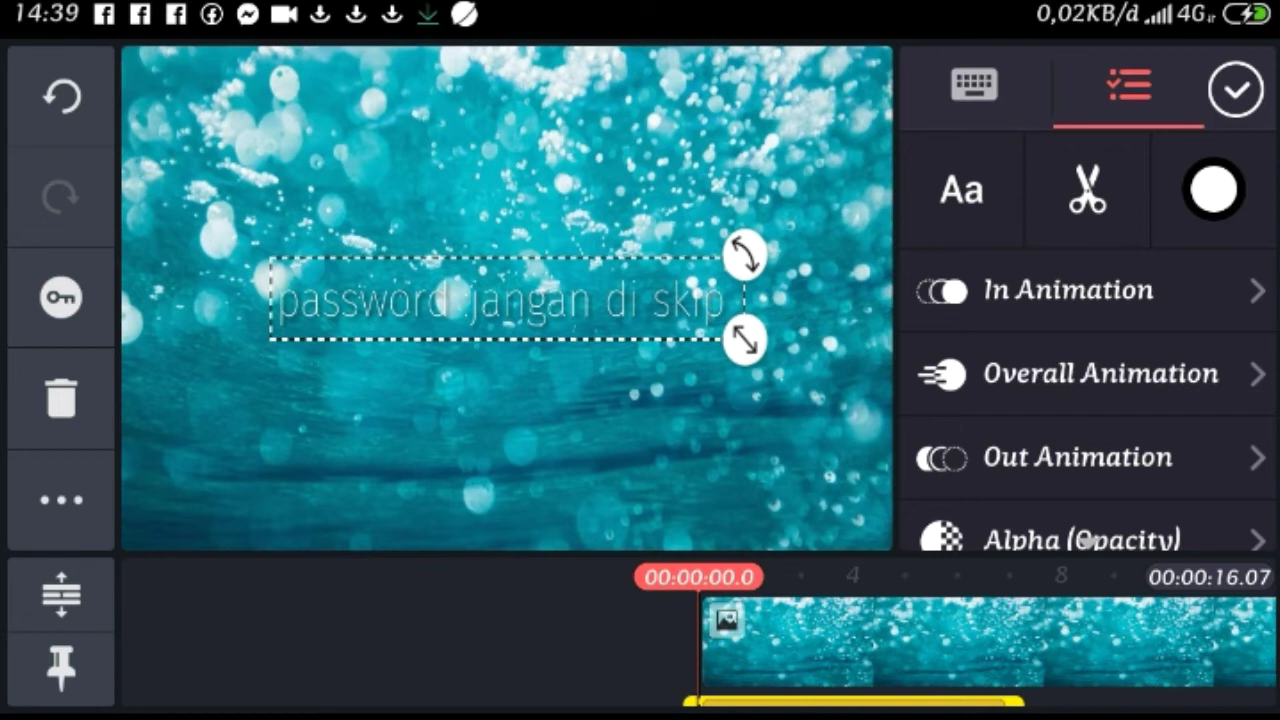 14:39
0,02KB/d 4G
password jangan di skip
Aa
In Animation
Overall Animation
Out Animation
Alpha (Opacity)
00:00:00.0 4 8 00:00:16.07